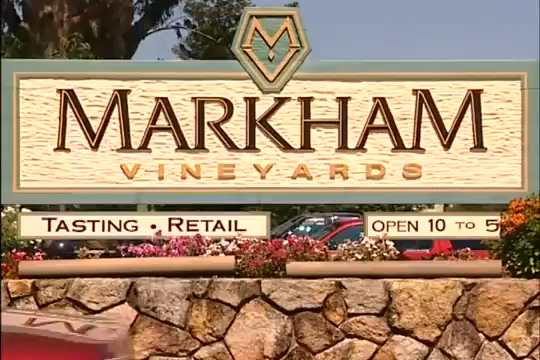 M
MARKHAM
VINEYARDS
TASTING • RETAIL
OPEN 10 TO 5